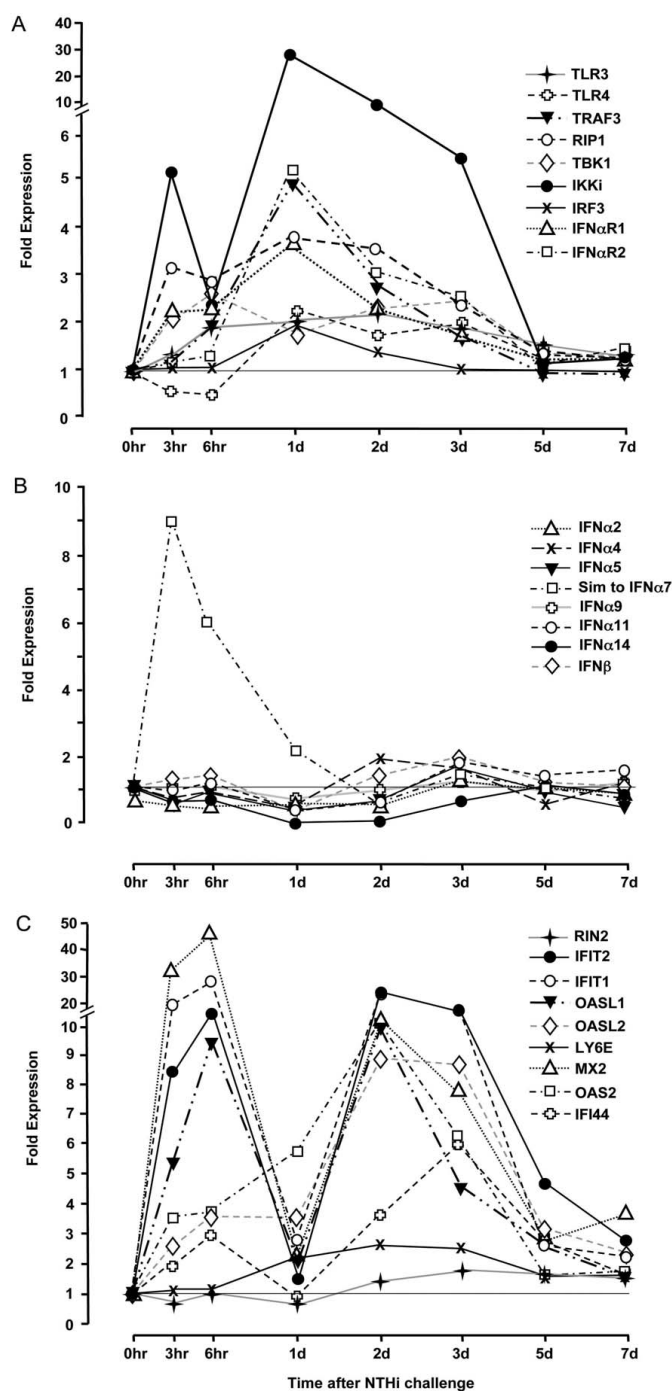 A
40
30
20
10
6
5
4
3
2
1
0
Fold Expression
0hr 3hr 6hr 1d 2d 3d 5d 7d
TLR3
TLR4
TRAF3
RIP1
TBK1
IKKi
IRF3
IFNαR1
IFNαR2
B
10
8
6
4
2
0
Fold Expression
0hr 3hr 6hr 1d 2d 3d 5d 7d
IFNα2
IFNα4
IFNα5
Sim to IFNα7
IFNα9
IFNα11
IFNα14
IFNβ
C
50
40
30
20
10
9
8
7
6
5
4
3
2
1
0
Fold Expression
0hr 3hr 6hr 1d 2d 3d 5d 7d
RIN2
IFIT2
IFIT1
OASL1
OASL2
LY6E
MX2
OAS2
IFI44
Time after NTHi challenge